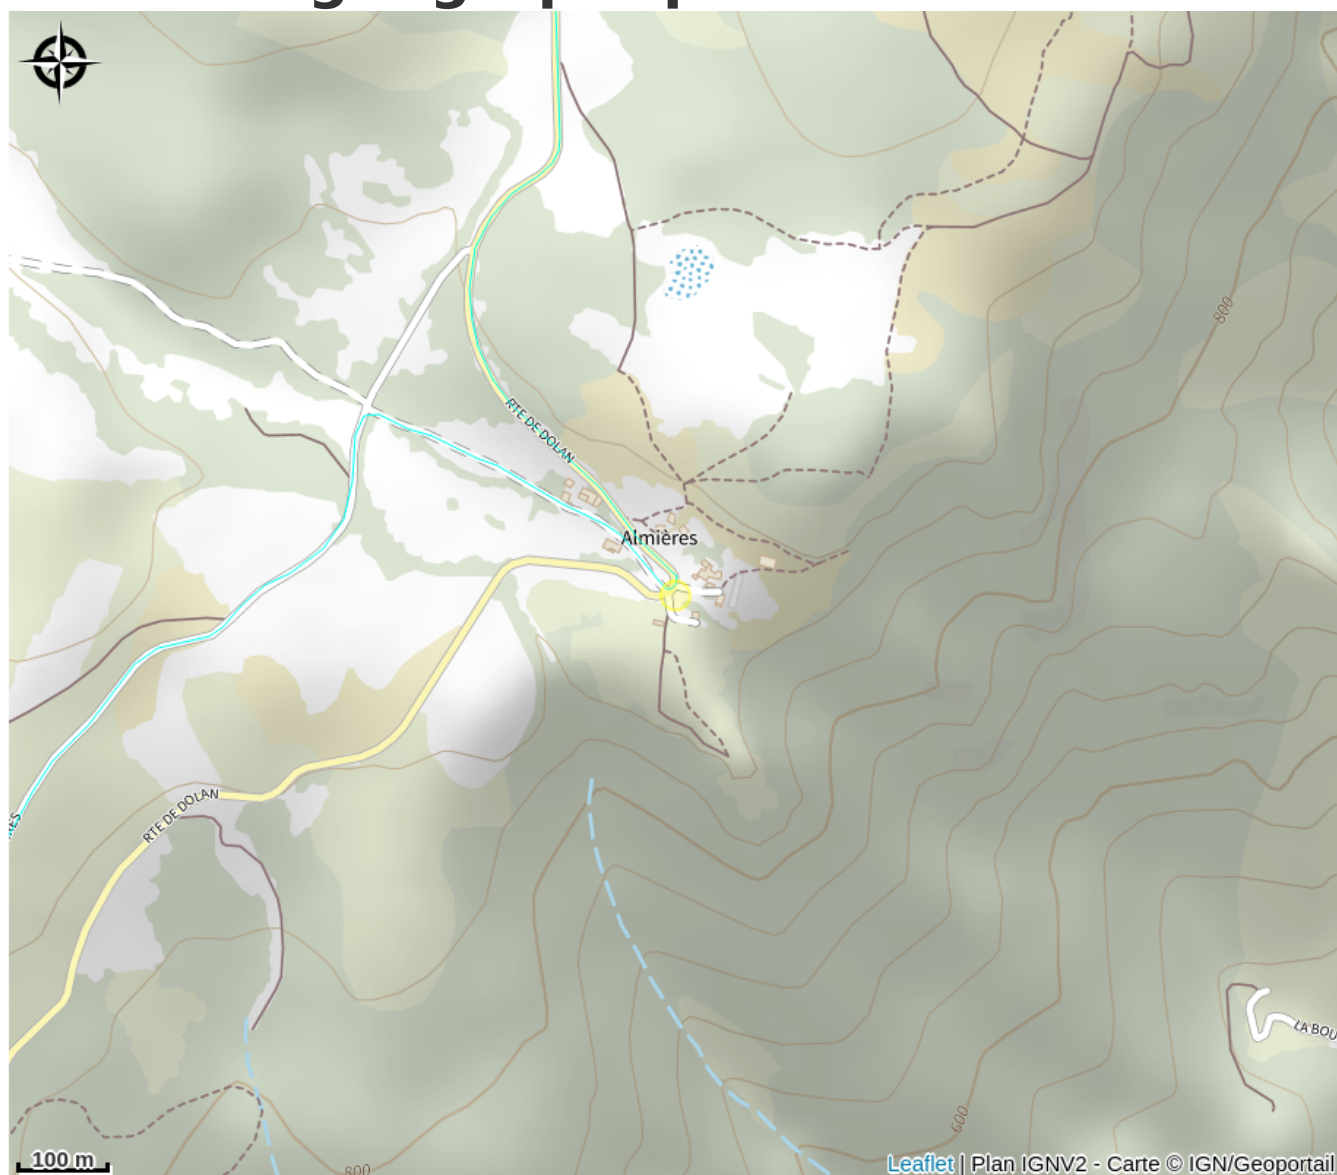 800
RTE DE DOLAN
Almières
RTE DE DOLAN
LA BOU
600
800
100 m
Leaflet | Plan IGNV2 - Carte © IGN/Geoportail